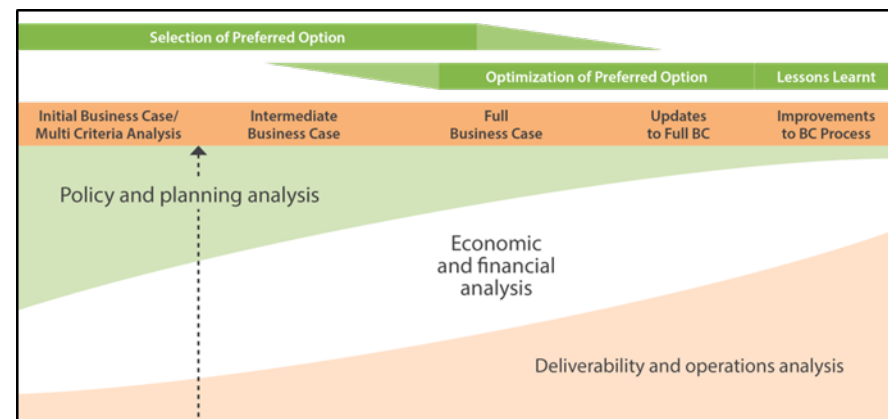 Selection of Preferred Option
Optimization of Preferred Option
Lessons Learnt
Initial Business Case/
Multi Criteria Analysis
Intermediate
Business Case
Full
Business Case
Updates
to Full BC
Improvements
to BC Process
Policy and planning analysis
Economic
and financial
analysis
Deliverability and operations analysis